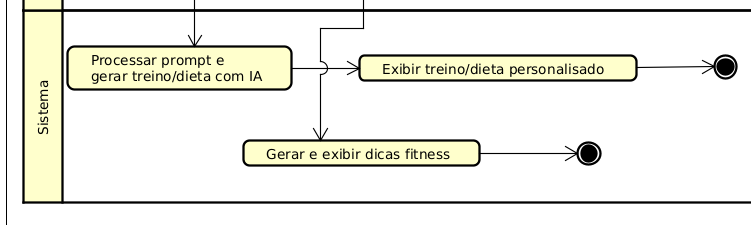 Sistema
Processar prompt e
gerar treino/dieta com IA
Exibir treino/dieta personalisado
Gerar e exibir dicas fitness